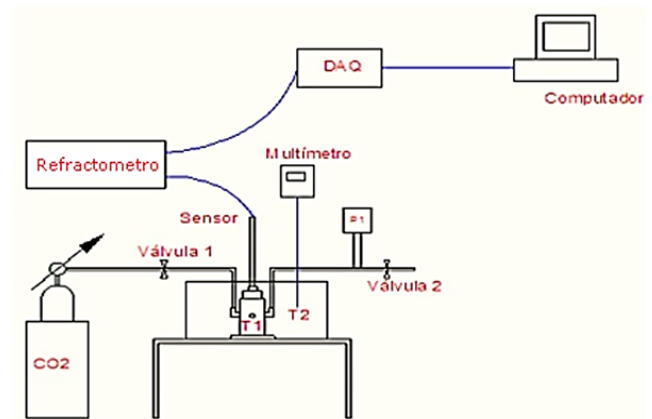 DAQ
Computador
Refractometro
Multímetro
Sensor
P1
Válvula 1
Válvula 2
T1
T2
CO2